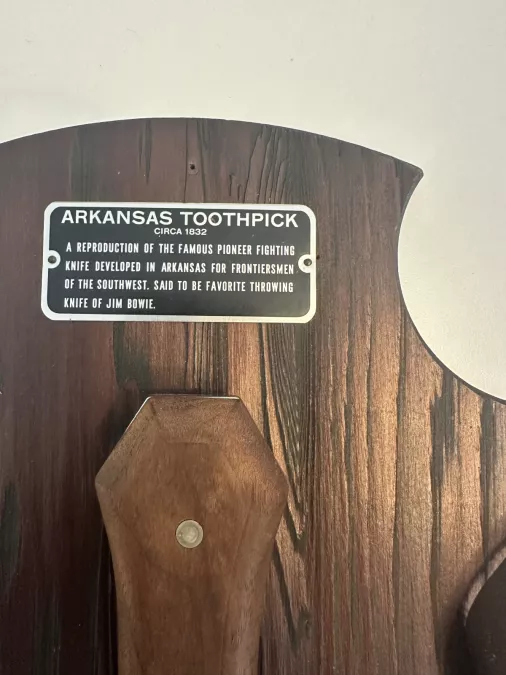 ARKANSAS TOOTHPICK
CIRCA 1832
A REPRODUCTION OF THE FAMOUS PIONEER FIGHTING
KNIFE DEVELOPED IN ARKANSAS FOR FRONTIERSMEN
OF THE SOUTHWEST. SAID TO BE FAVORITE THROWING
KNIFE OF JIM BOWIE.